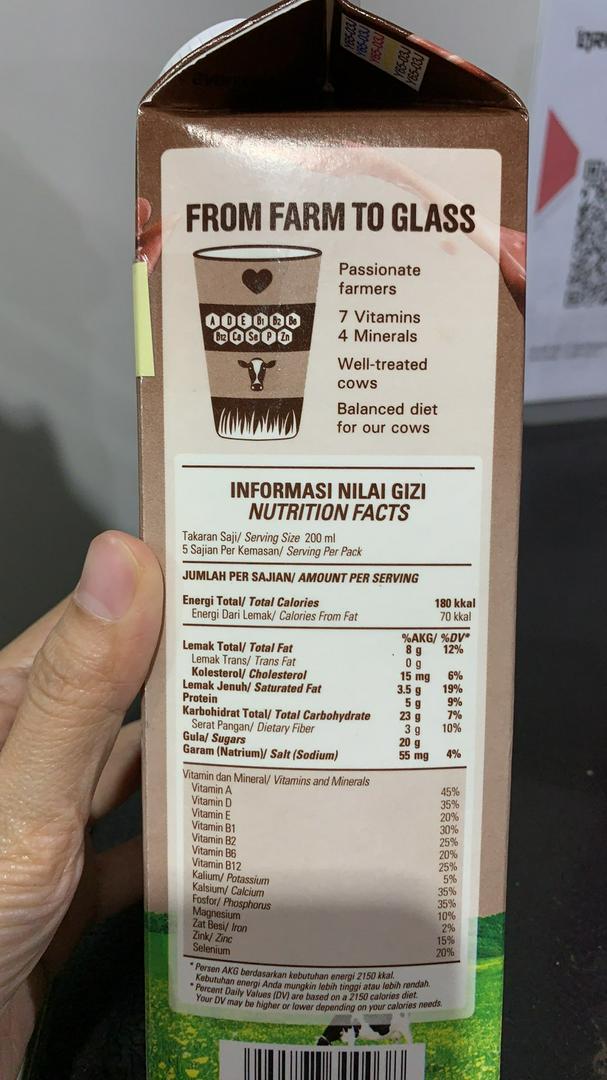 Y65-03J
Y65-03J
Y65-03J
Y65-03J
Y65-03J
FROM FARM TO GLASS
Passionate
farmers
A D E B1 B2 B6
B12 Ca Se P Zn
7 Vitamins
4 Minerals
Well-treated
cows
Balanced diet
for our cows
INFORMASI NILAI GIZI
NUTRITION FACTS
Takaran Saji/ Serving Size 200 ml
5 Sajian Per Kemasan/ Serving Per Pack
JUMLAH PER SAJIAN/ AMOUNT PER SERVING
Energi Total/ Total Calories 180 kkal
Energi Dari Lemak/ Calories From Fat 70 kkal
%AKG/ %DV*
Lemak Total/ Total Fat 8 g 12%
Lemak Trans/ Trans Fat 0 g
Kolesterol/ Cholesterol 15 mg 6%
Lemak Jenuh/ Saturated Fat 3.5 g 19%
Protein 5 g 9%
Karbohidrat Total/ Total Carbohydrate 23 g 7%
Serat Pangan/ Dietary Fiber 3 g 10%
Gula/ Sugars 20 g
Garam (Natrium)/ Salt (Sodium) 55 mg 4%
Vitamin dan Mineral/ Vitamins and Minerals
Vitamin A 45%
Vitamin D 35%
Vitamin E 20%
Vitamin B1 30%
Vitamin B2 25%
Vitamin B6 20%
Vitamin B12 25%
Kalium/ Potassium 5%
Kalsium/ Calcium 35%
Fosfor/ Phosphorus 35%
Magnesium 10%
Zat Besi/ Iron 2%
Zink/ Zinc 15%
Selenium 20%
* Persen AKG berdasarkan kebutuhan energi 2150 kkal.
Kebutuhan energi Anda mungkin lebih tinggi atau lebih rendah.
* Percent Daily Values (DV) are based on a 2150 calories diet.
Your DV may be higher or lower depending on your calories needs.